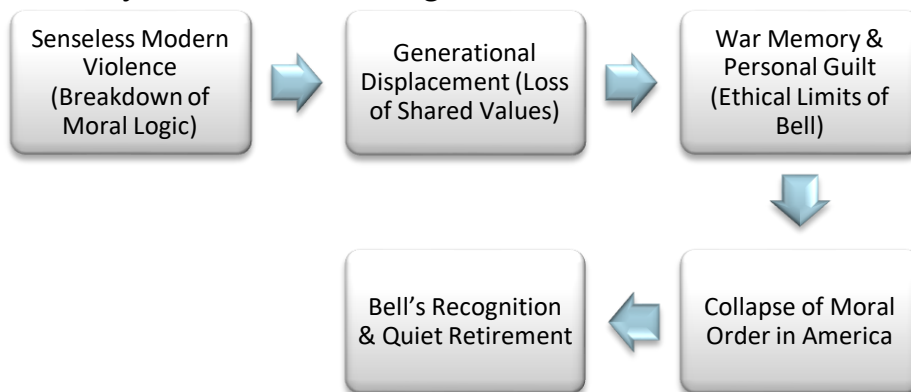 Senseless Modern
Violence
(Breakdown of
Moral Logic)
Generational
Displacement (Loss
of Shared Values)
War Memory &
Personal Guilt
(Ethical Limits of
Bell)
Collapse of Moral
Order in America
Bell’s Recognition
& Quiet Retirement